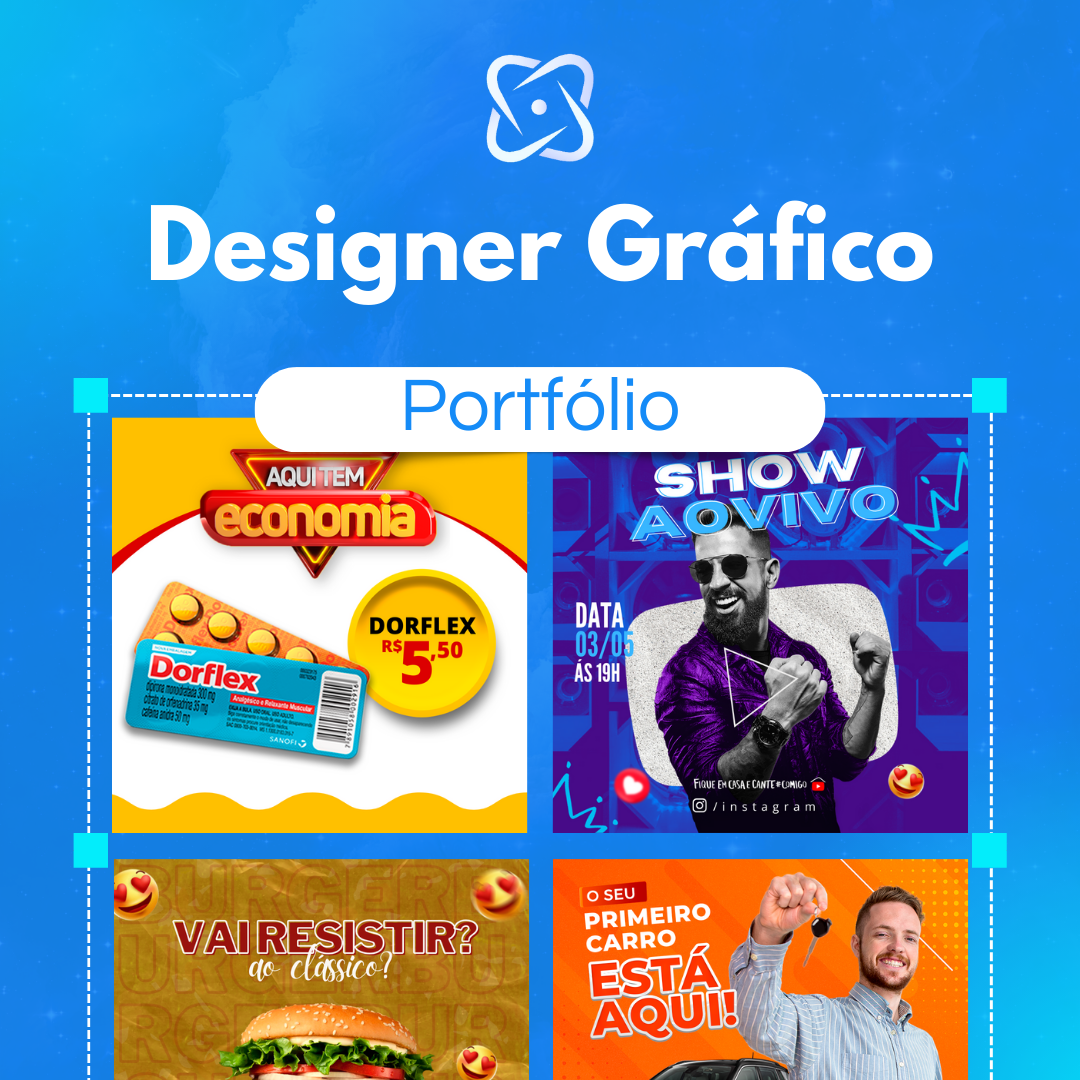 Designer Gráfico
Portfólio
AQUI TEM
economia
DORFLEX
R$ 5,50
Dorflex
dipirona monoidratada 300 mg
citrato de orfenadrina 35 mg
cafeína anidra 50 mg
Analgésico e Relaxante Muscular
SANOFI
SHOW
AO VIVO
DATA
03/05
ÁS 19H
FIQUE EM CASA E CANTE #COMIGO
/instagram
BURGER
VAI RESISTIR?
ao clássico?
O SEU
PRIMEIRO
CARRO
ESTÁ
AQUI!